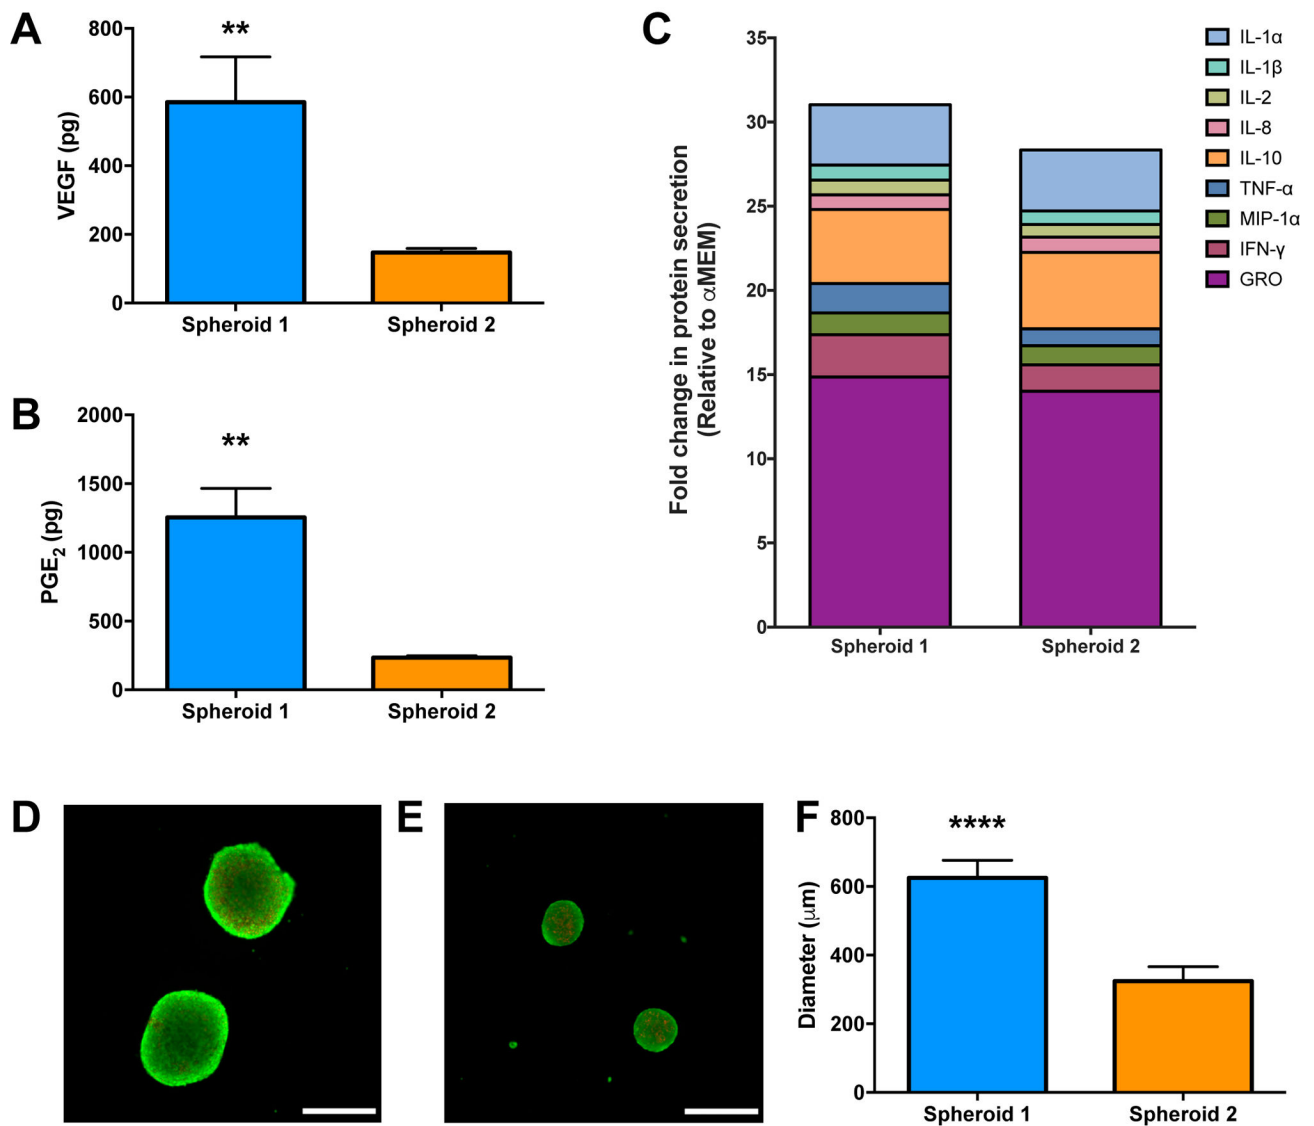 A
VEGF (pg)
800
600
400
200
0
**
Spheroid 1
Spheroid 2
B
PGE₂ (pg)
2000
1500
1000
500
0
**
Spheroid 1
Spheroid 2
C
Fold change in protein secretion
(Relative to αMEM)
35
30
25
20
15
10
5
0
Spheroid 1
Spheroid 2
IL-1α
IL-1β
IL-2
IL-8
IL-10
TNF-α
MIP-1α
IFN-γ
GRO
D
E
F
Diameter (μm)
800
600
400
200
0
****
Spheroid 1
Spheroid 2